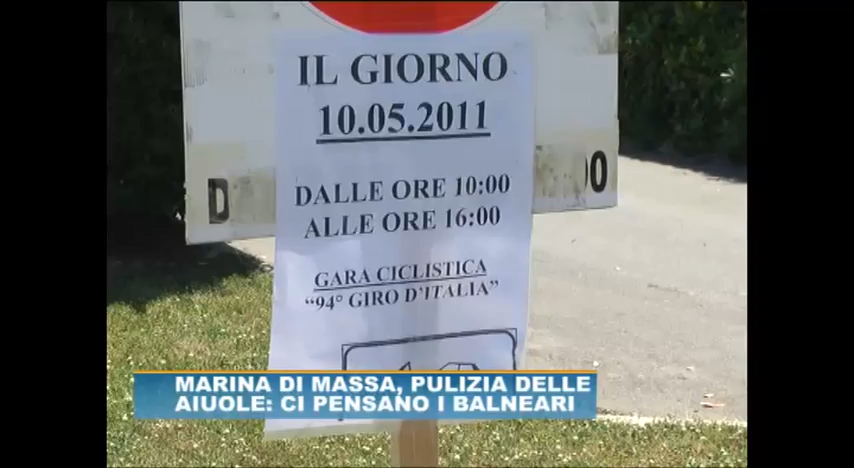 IL GIORNO
10.05.2011
D
00
DALLE ORE 10:00
ALLE ORE 16:00
GARA CICLISTICA
“94° GIRO D’ITALIA”
MARINA DI MASSA, PULIZIA DELLE
AIUOLE: CI PENSANO I BALNEARI